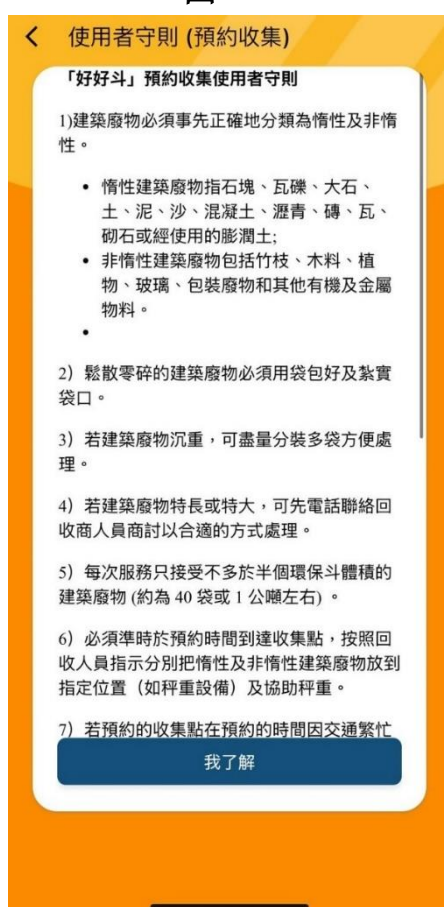 使用者守則 (預約收集)
「好好斗」預約收集使用者守則
1)建築廢物必須事先正確地分類為惰性及非惰
性。
• 惰性建築廢物指石塊、瓦礫、大石、
土、泥、沙、混凝土、瀝青、磚、瓦、
砌石或經使用的膨潤土;
• 非惰性建築廢物包括竹枝、木料、植
物、玻璃、包裝廢物和其他有機及金屬
物料。
•
2) 鬆散零碎的建築廢物必須用袋包好及紮實
袋口。
3) 若建築廢物沉重，可盡量分裝多袋方便處
理。
4) 若建築廢物特長或特大，可先電話聯絡回
收商人員商討以合適的方式處理。
5) 每次服務只接受不多於半個環保斗體積的
建築廢物 (約為 40 袋或 1 公噸左右) 。
6) 必須準時於預約時間到達收集點，按照回
收人員指示分別把惰性及非惰性建築廢物放到
指定位置（如秤重設備）及協助秤重。
7) 若預約的收集點在預約的時間因交通繁忙
我了解